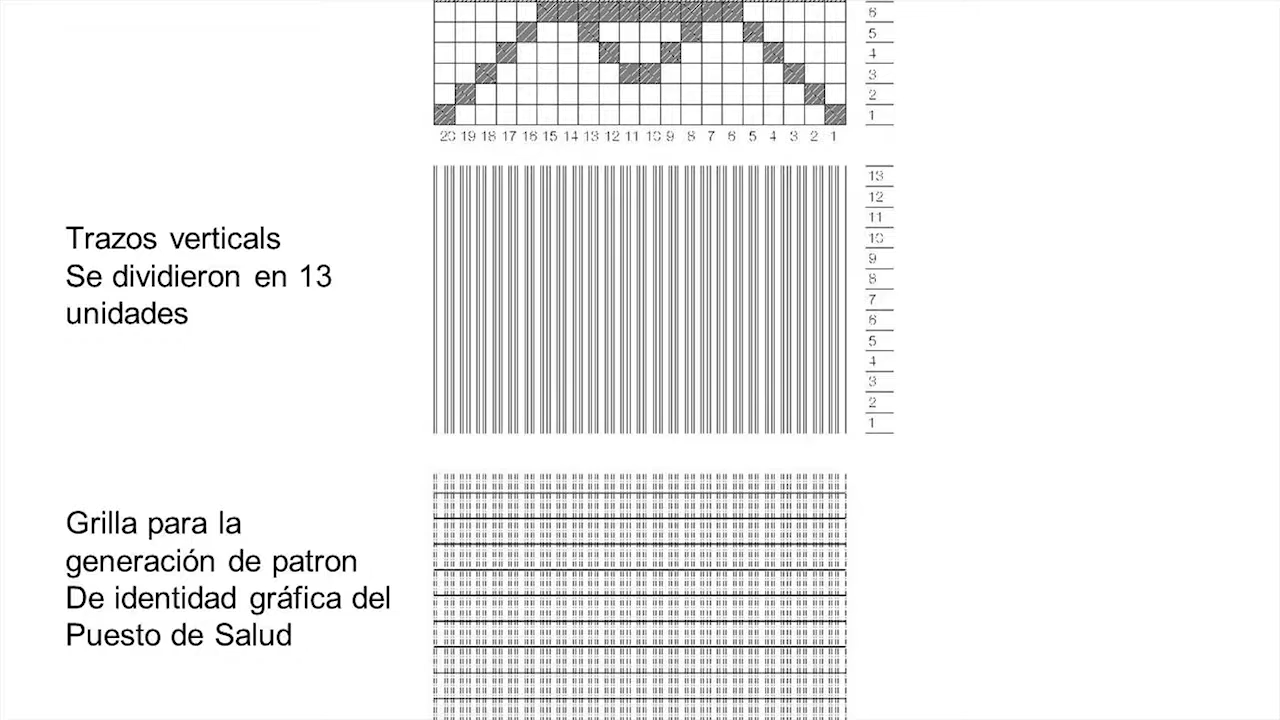 6
5
4
3
2
1
20 19 18 17 16 15 14 13 12 11 10 9 8 7 6 5 4 3 2 1
Trazos verticals
Se dividieron en 13
unidades
13
12
11
10
9
8
7
6
5
4
3
2
1
Grilla para la
generación de patron
De identidad gráfica del
Puesto de Salud